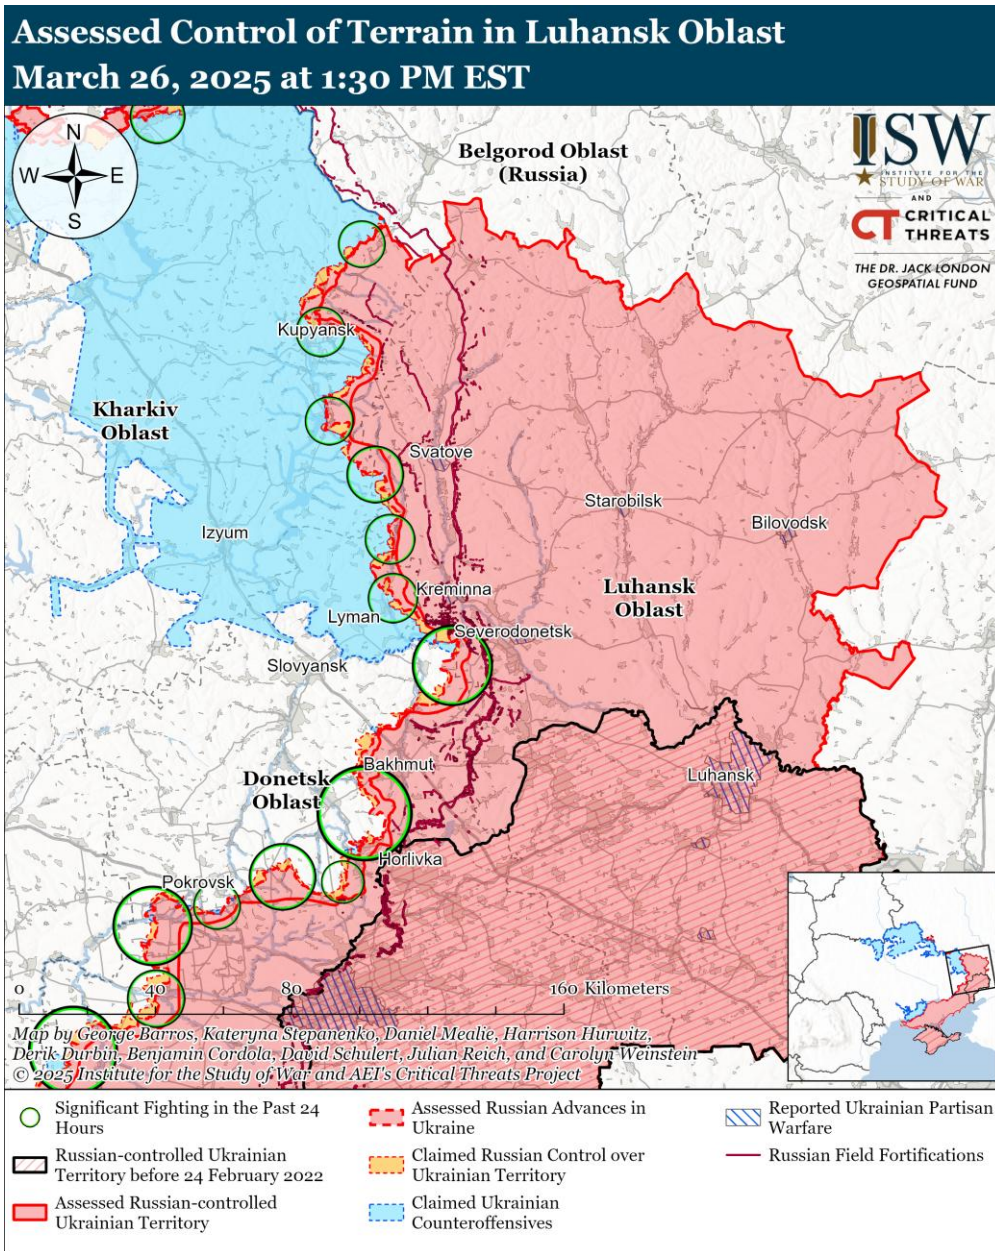 Assessed Control of Terrain in Luhansk Oblast
March 26, 2025 at 1:30 PM EST
N
W
E
S
Belgorod Oblast
(Russia)
ISW
INSTITUTE FOR THE
STUDY OF WAR
AND
CT CRITICAL
THREATS
THE DR. JACK LONDON
GEOSPATIAL FUND
Kupyansk
Kharkiv
Oblast
Svatove
Starobilsk
Bilovodsk
Izyum
Kreminna
Luhansk
Oblast
Lyman
Severodonetsk
Slovyansk
Bakhmut
Donetsk
Oblast
Luhansk
Horlivka
Pokrovsk
0
40
80
160 Kilometers
Map by George Barros, Kateryna Stepanenko, Daniel Mealie, Harrison Hurwitz,
Derik Durbin, Benjamin Cordola, David Schulert, Julian Reich, and Carolyn Weinstein
© 2025 Institute for the Study of War and AEI's Critical Threats Project
Significant Fighting in the Past 24
Hours
Russian-controlled Ukrainian
Territory before 24 February 2022
Assessed Russian-controlled
Ukrainian Territory
Assessed Russian Advances in
Ukraine
Claimed Russian Control over
Ukrainian Territory
Claimed Ukrainian
Counteroffensives
Reported Ukrainian Partisan
Warfare
Russian Field Fortifications